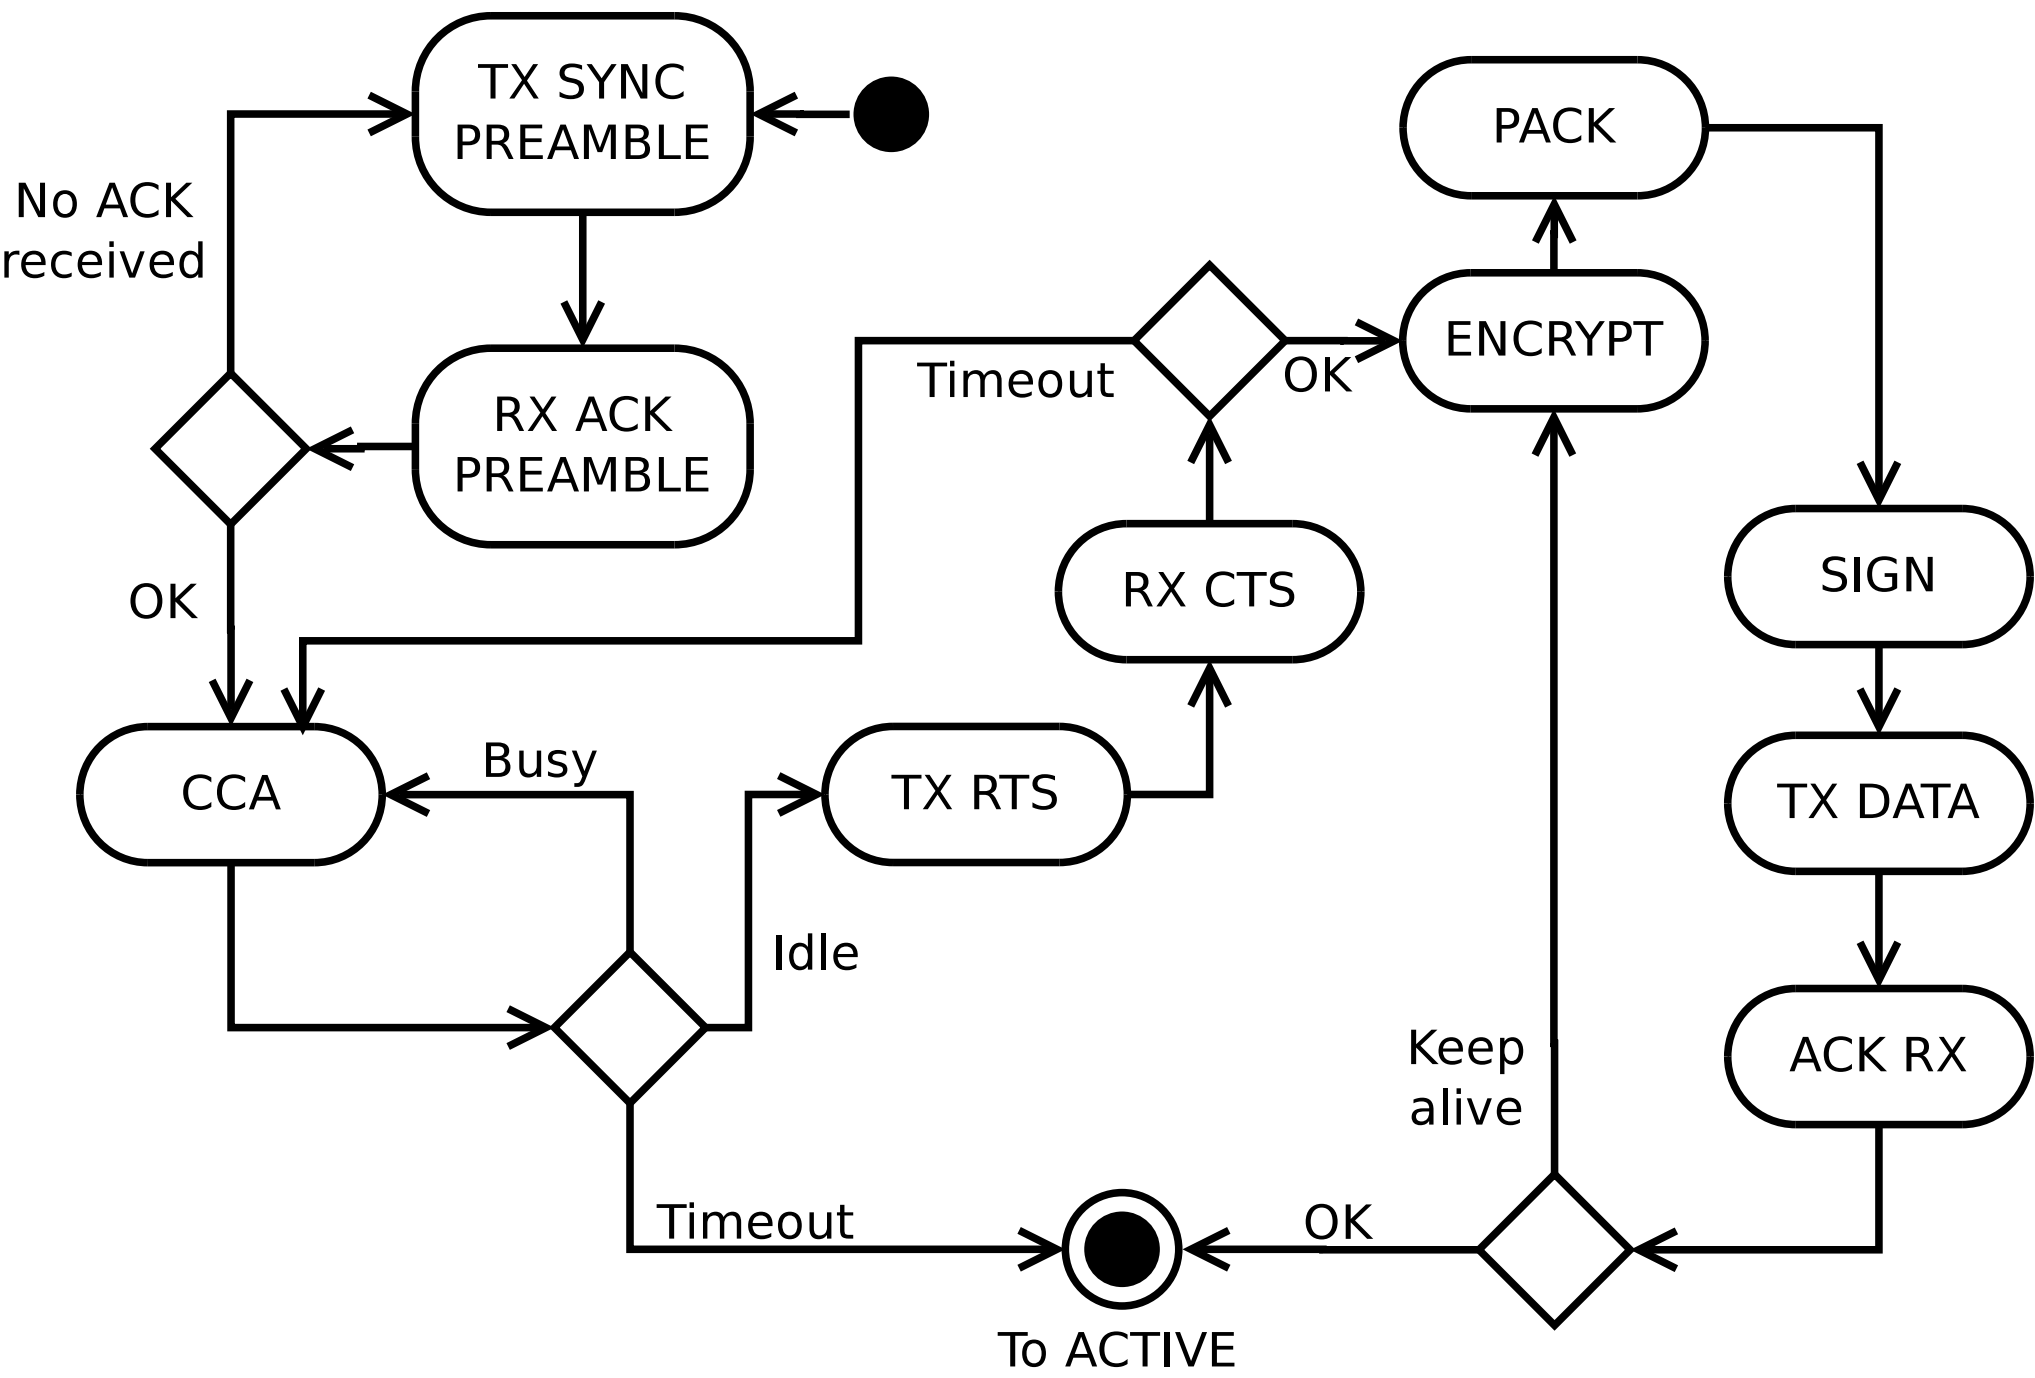 TX SYNC
PREAMBLE
No ACK
received
RX ACK
PREAMBLE
OK
CCA
Busy
Idle
Timeout
TX RTS
RX CTS
Timeout
OK
ENCRYPT
PACK
SIGN
TX DATA
ACK RX
Keep
alive
OK
To ACTIVE